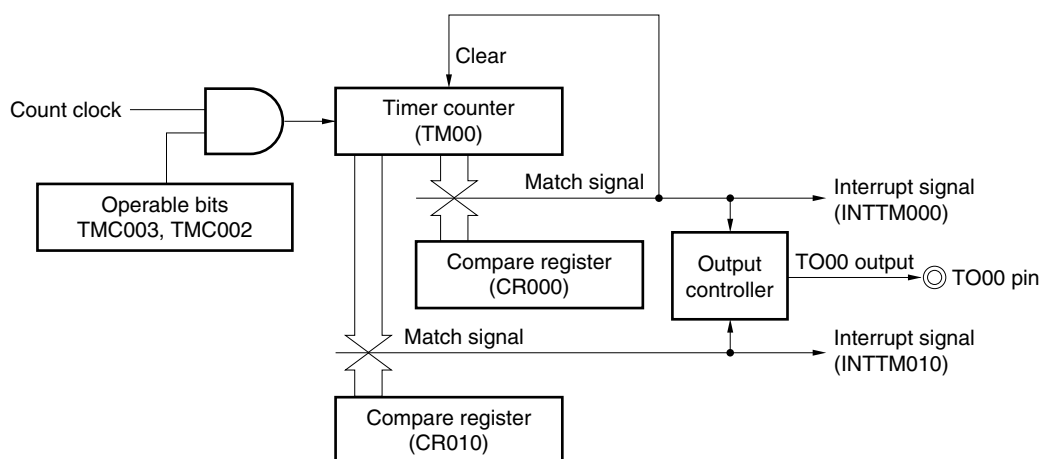 Clear
Count clock
Timer counter
(TM00)
Operable bits
TMC003, TMC002
Match signal
Interrupt signal
(INTTM000)
Compare register
(CR000)
Output
controller
TO00 output
TO00 pin
Match signal
Interrupt signal
(INTTM010)
Compare register
(CR010)